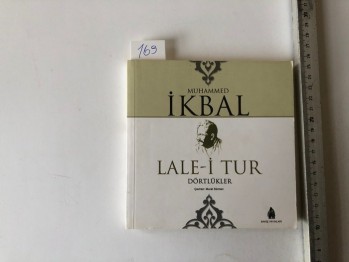 169
MUHAMMED
İKBAL
LALE-İ TUR
DÖRTLÜKLER